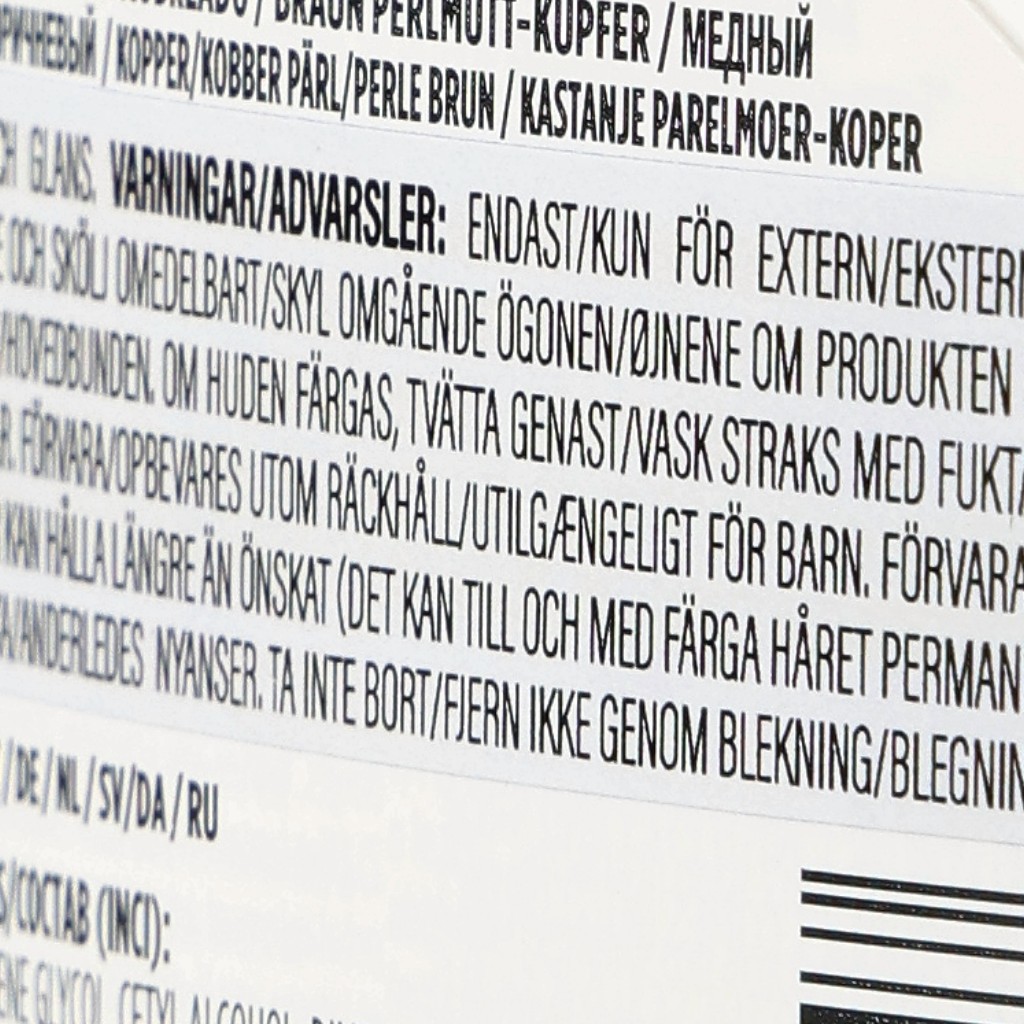 / BRAUN PERLMUTT-KUPFER / МЕДНЫЙ
/ KOPPER/KOBBER PÄRL/PERLE BRUN / KASTANJE PARELMOER-KOPER
GLANS. VARNINGAR/ADVARSLER: ENDAST/KUN FÖR EXTERN/EKSTERN
OCH SKÖLJ OMEDELBART/SKYL OMGÅENDE ÖGONEN/ØJNENE OM PRODUKTEN
/HOVEDBUNDEN. OM HUDEN FÄRGAS, TVÄTTA GENAST/VASK STRAKS MED FUKTA
R. FÖRVARA/OPBEVARES UTOM RÄCKHÅLL/UTILGÆNGELIGT FÖR BARN. FÖRVARA
KAN HÅLLA LÄNGRE ÄN ÖNSKAT (DET KAN TILL OCH MED FÄRGA HÅRET PERMAN
/ANDERLEDES NYANSER. TA INTE BORT/FJERN IKKE GENOM BLEKNING/BLEGNIN
/ DE / NL / SV/DA / RU
S/СОСТАВ (INCI):
ENE GLYCOL, CETYL ALCOHOL,